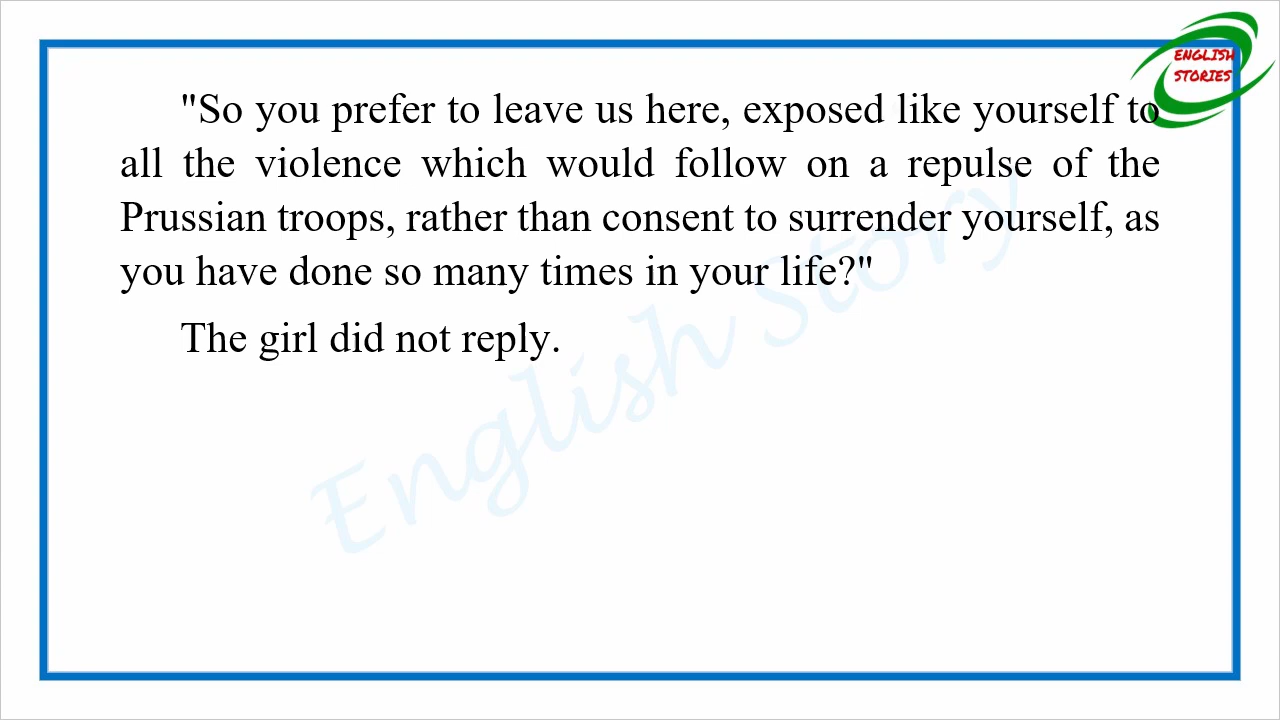 ENGLISH
STORIES
"So you prefer to leave us here, exposed like yourself to
all the violence which would follow on a repulse of the
Prussian troops, rather than consent to surrender yourself, as
you have done so many times in your life?"
The girl did not reply.
English Story